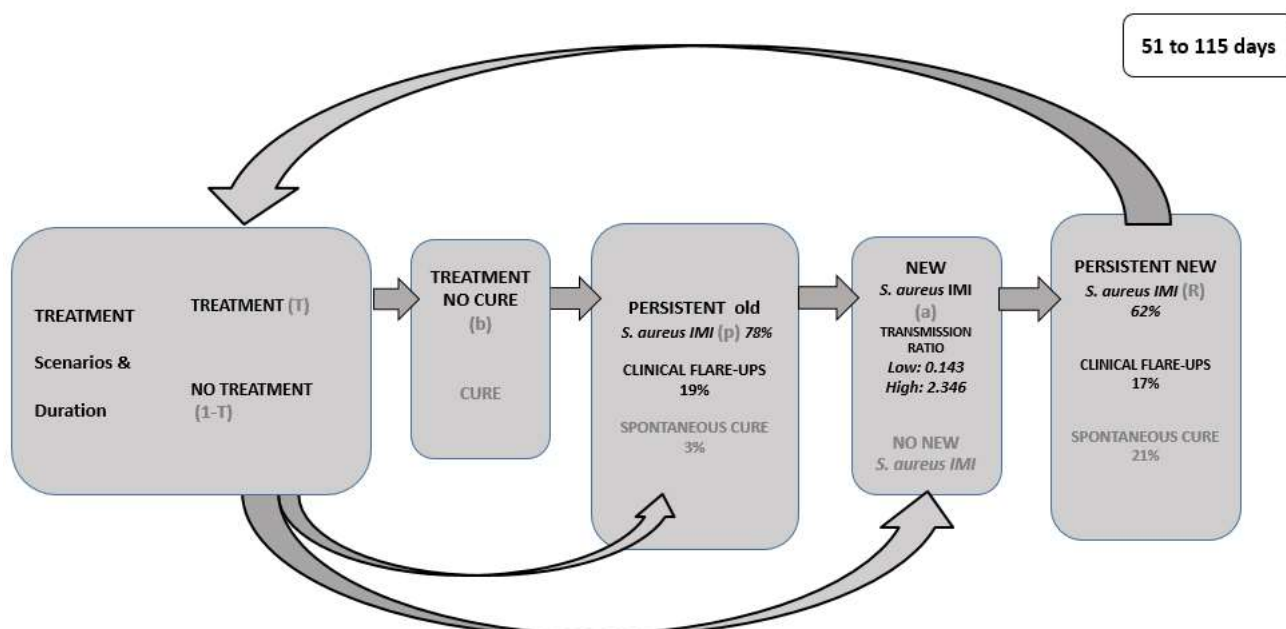 51 to 115 days
TREATMENT
Scenarios &
Duration
TREATMENT (T)
NO TREATMENT
(1-T)
TREATMENT
NO CURE
(b)
CURE
PERSISTENT old
S. aureus IMI (p) 78%
CLINICAL FLARE-UPS
19%
SPONTANEOUS CURE
3%
NEW
S. aureus IMI
(a)
TRANSMISSION
RATIO
Low: 0.143
High: 2.346
NO NEW
S. aureus IMI
PERSISTENT NEW
S. aureus IMI (R)
62%
CLINICAL FLARE-UPS
17%
SPONTANEOUS CURE
21%